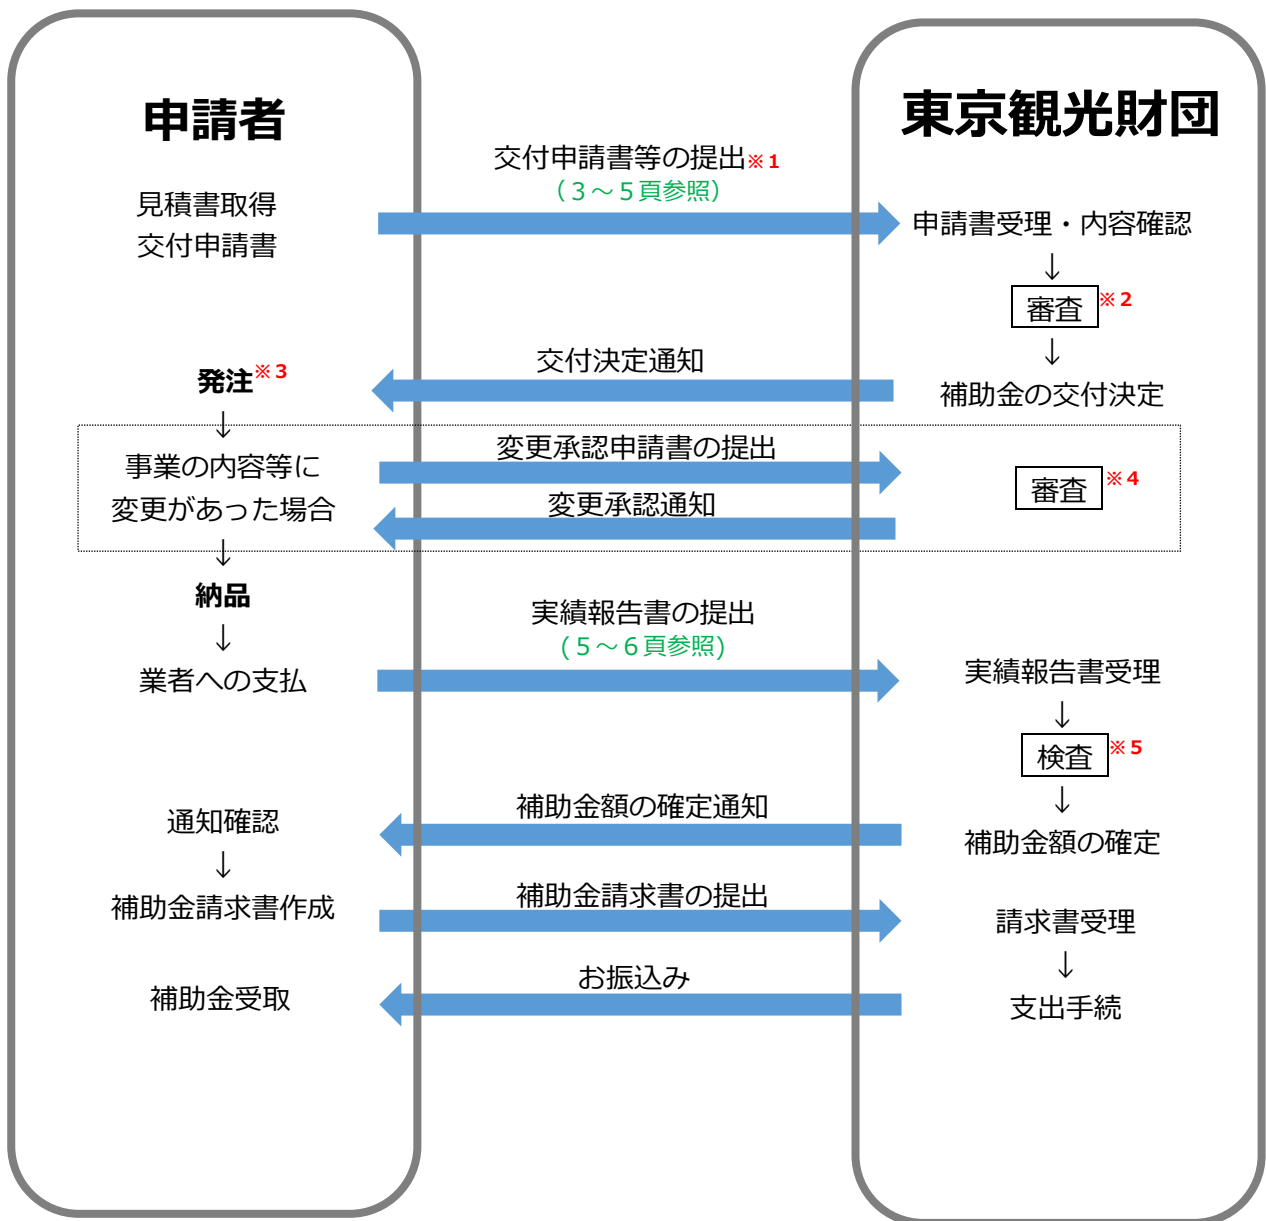 申請者
東京観光財団
交付申請書等の提出※1
（3～5頁参照）
見積書取得
交付申請書
申請書受理・内容確認
↓
審査※2
↓
交付決定通知
発注※3
補助金の交付決定
↓
変更承認申請書の提出
事業の内容等に
変更があった場合
審査※4
変更承認通知
↓
納品
↓
実績報告書の提出
(5～6頁参照)
業者への支払
実績報告書受理
↓
検査※5
↓
補助金額の確定通知
通知確認
補助金額の確定
↓
補助金請求書の提出
補助金請求書作成
請求書受理
↓
お振込み
補助金受取
支出手続